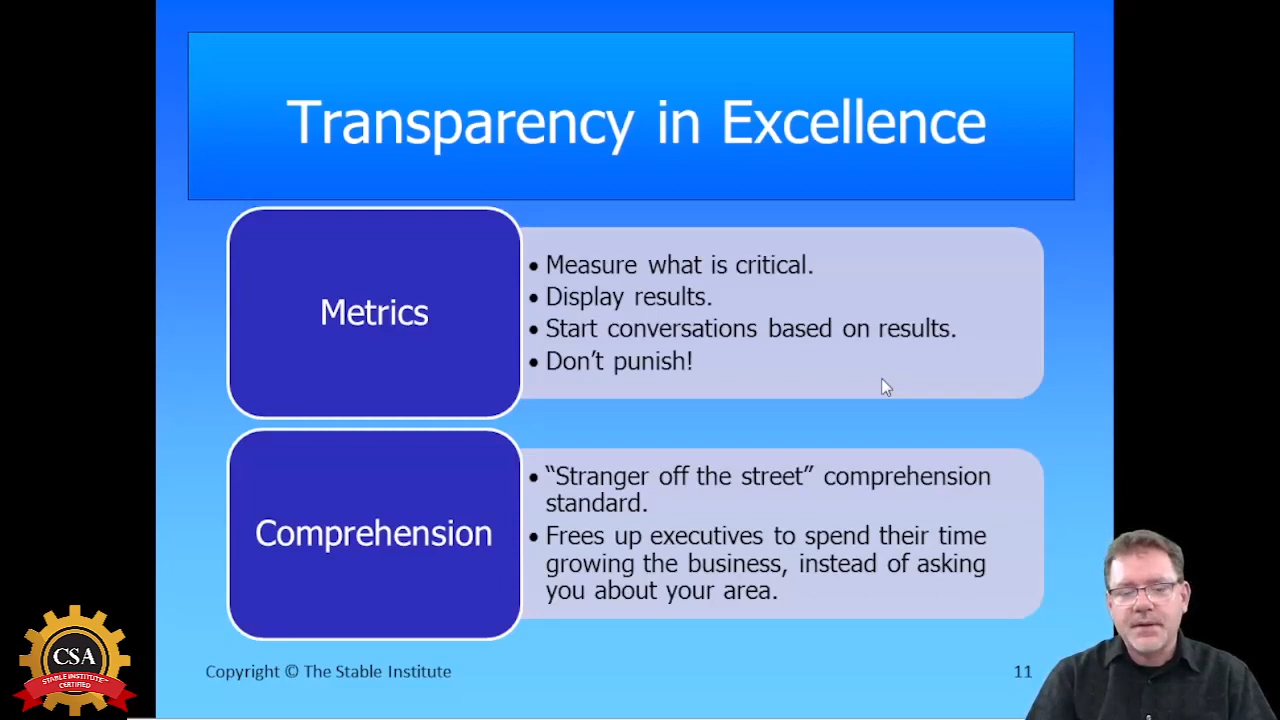 Transparency in Excellence
Metrics
• Measure what is critical.
• Display results.
• Start conversations based on results.
• Don’t punish!
Comprehension
• “Stranger off the street” comprehension
standard.
• Frees up executives to spend their time
growing the business, instead of asking
you about your area.
CSA
STABLE INSTITUTE™
CERTIFIED
Copyright © The Stable Institute
11